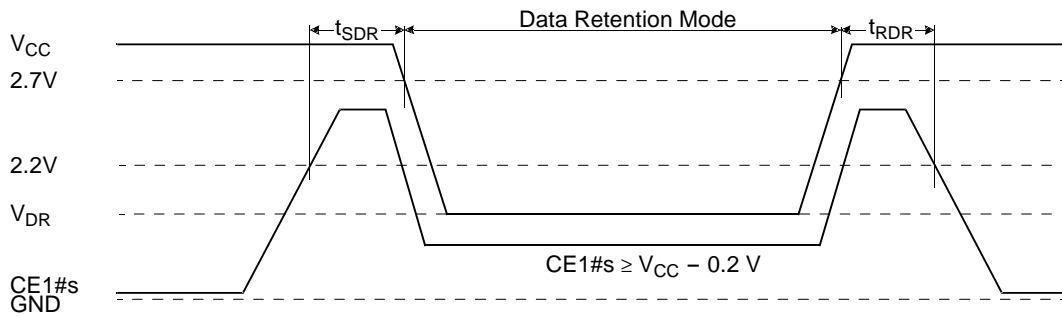 Data Retention Mode
tSDR
tRDR
VCC
2.7V
2.2V
VDR
CE1#s ≥ VCC – 0.2 V
CE1#s
GND